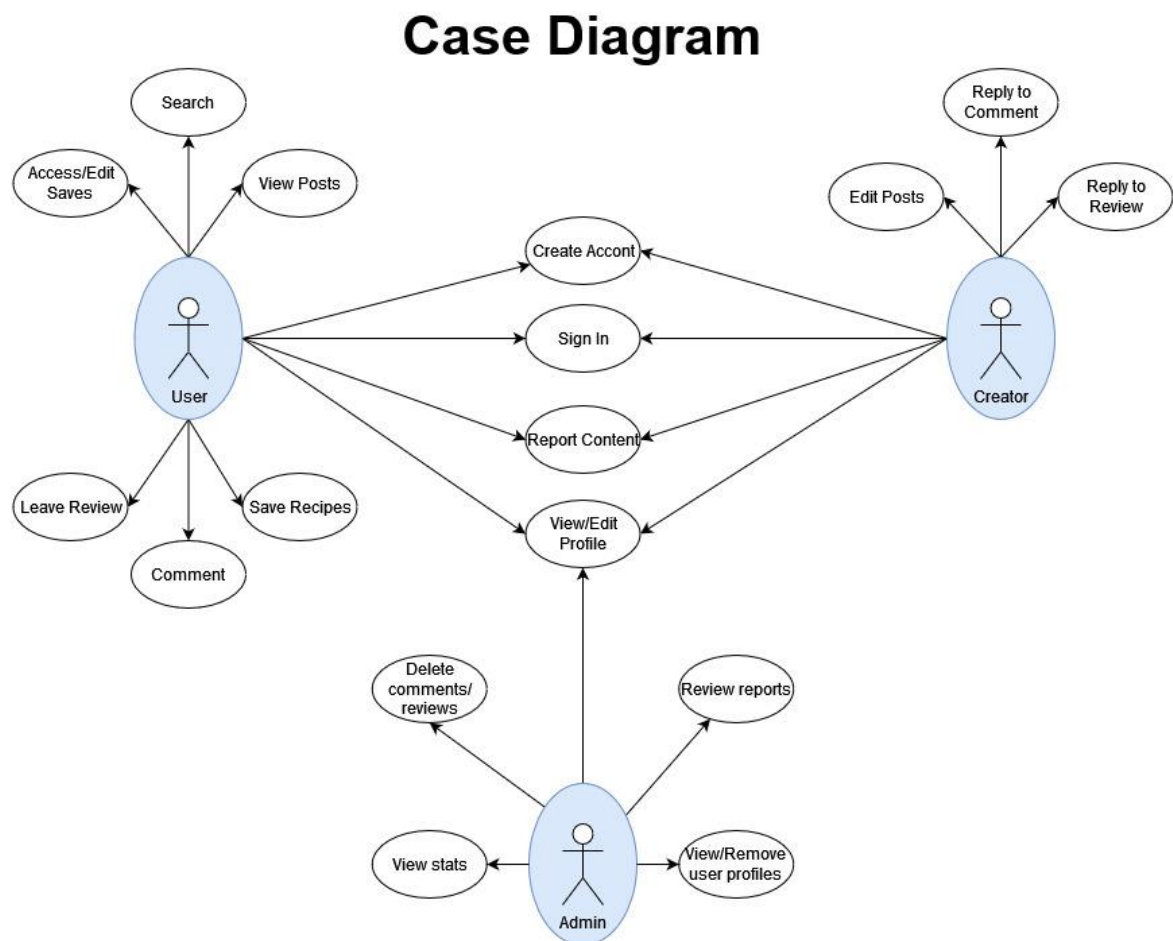 Case Diagram
Search
Access/Edit
Saves
View Posts
User
Leave Review
Comment
Save Recipes
Create Accont
Sign In
Report Content
View/Edit
Profile
Reply to
Comment
Edit Posts
Reply to
Review
Creator
Delete
comments/
reviews
Review reports
View stats
View/Remove
user profiles
Admin